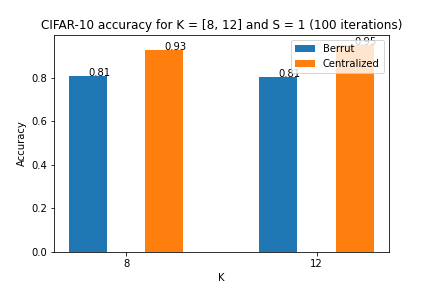 CIFAR-10 accuracy for K = [8, 12] and S = 1 (100 iterations)
Berrut
Centralized
0.81
0.93
0.81
0.95
Accuracy
0.8
0.6
0.4
0.2
0.0
8
12
K